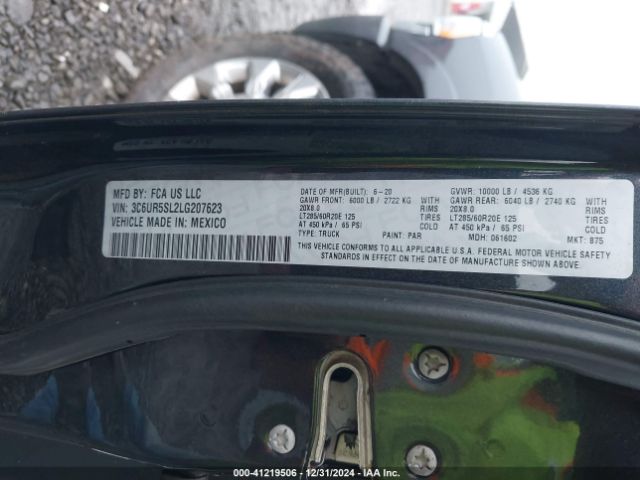 MFD BY: FCA US LLC
VIN: 3C6UR5SL2LG207623
VEHICLE MADE IN: MEXICO
DATE OF MFR(BUILT): 6-20
GAWR FRONT: 6000 LB / 2722 KG
20X8.0 RIMS
LT285/60R20E 125 TIRES
AT 450 kPa / 65 PSI COLD
TYPE: TRUCK PAINT: PAR
GVWR: 10000 LB / 4536 KG
GAWR REAR: 6040 LB / 2740 KG
20X8.0 RIMS
LT285/60R20E 125 TIRES
AT 450 kPa / 65 PSI COLD
MDH: 061602 MKT: B75
THIS VEHICLE CONFORMS TO ALL APPLICABLE U.S.A. FEDERAL MOTOR VEHICLE SAFETY
STANDARDS IN EFFECT ON THE DATE OF MANUFACTURE SHOWN ABOVE.
000-41219506 - 12/31/2024 - IAA Inc.